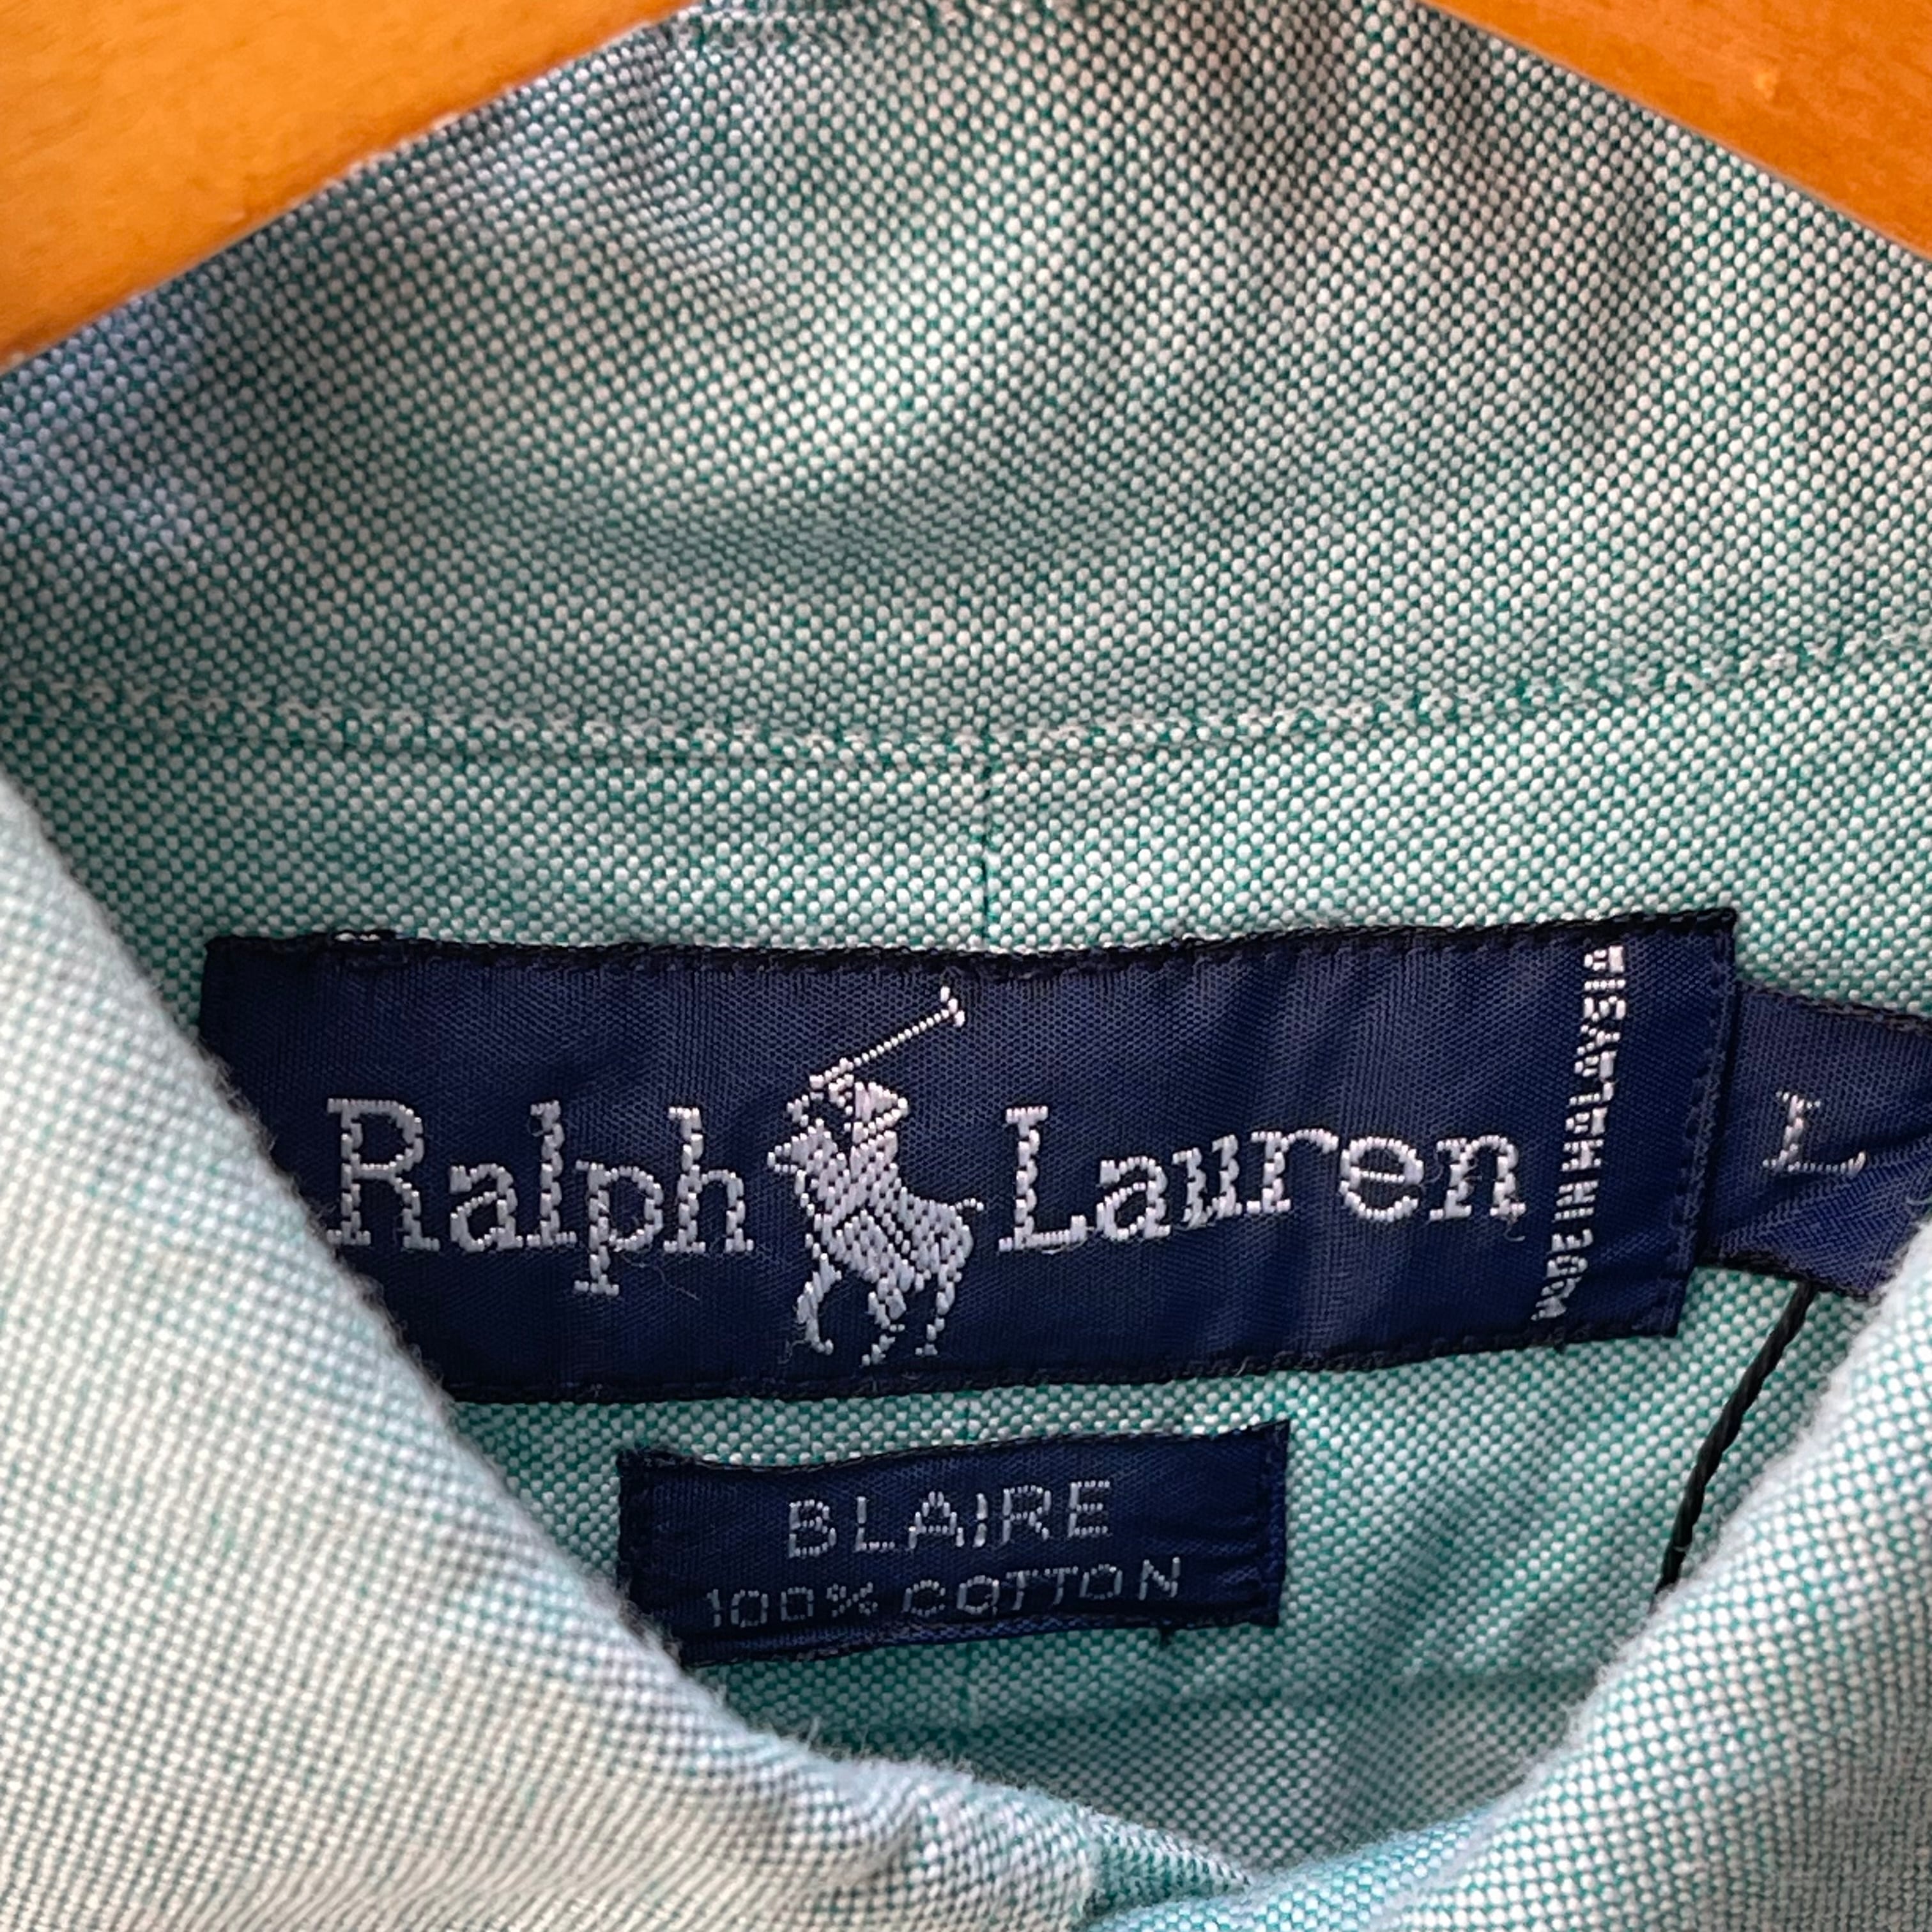 Ralph Lauren
MADE IN MALAYSIA
L
BLAIRE
100% COTTON